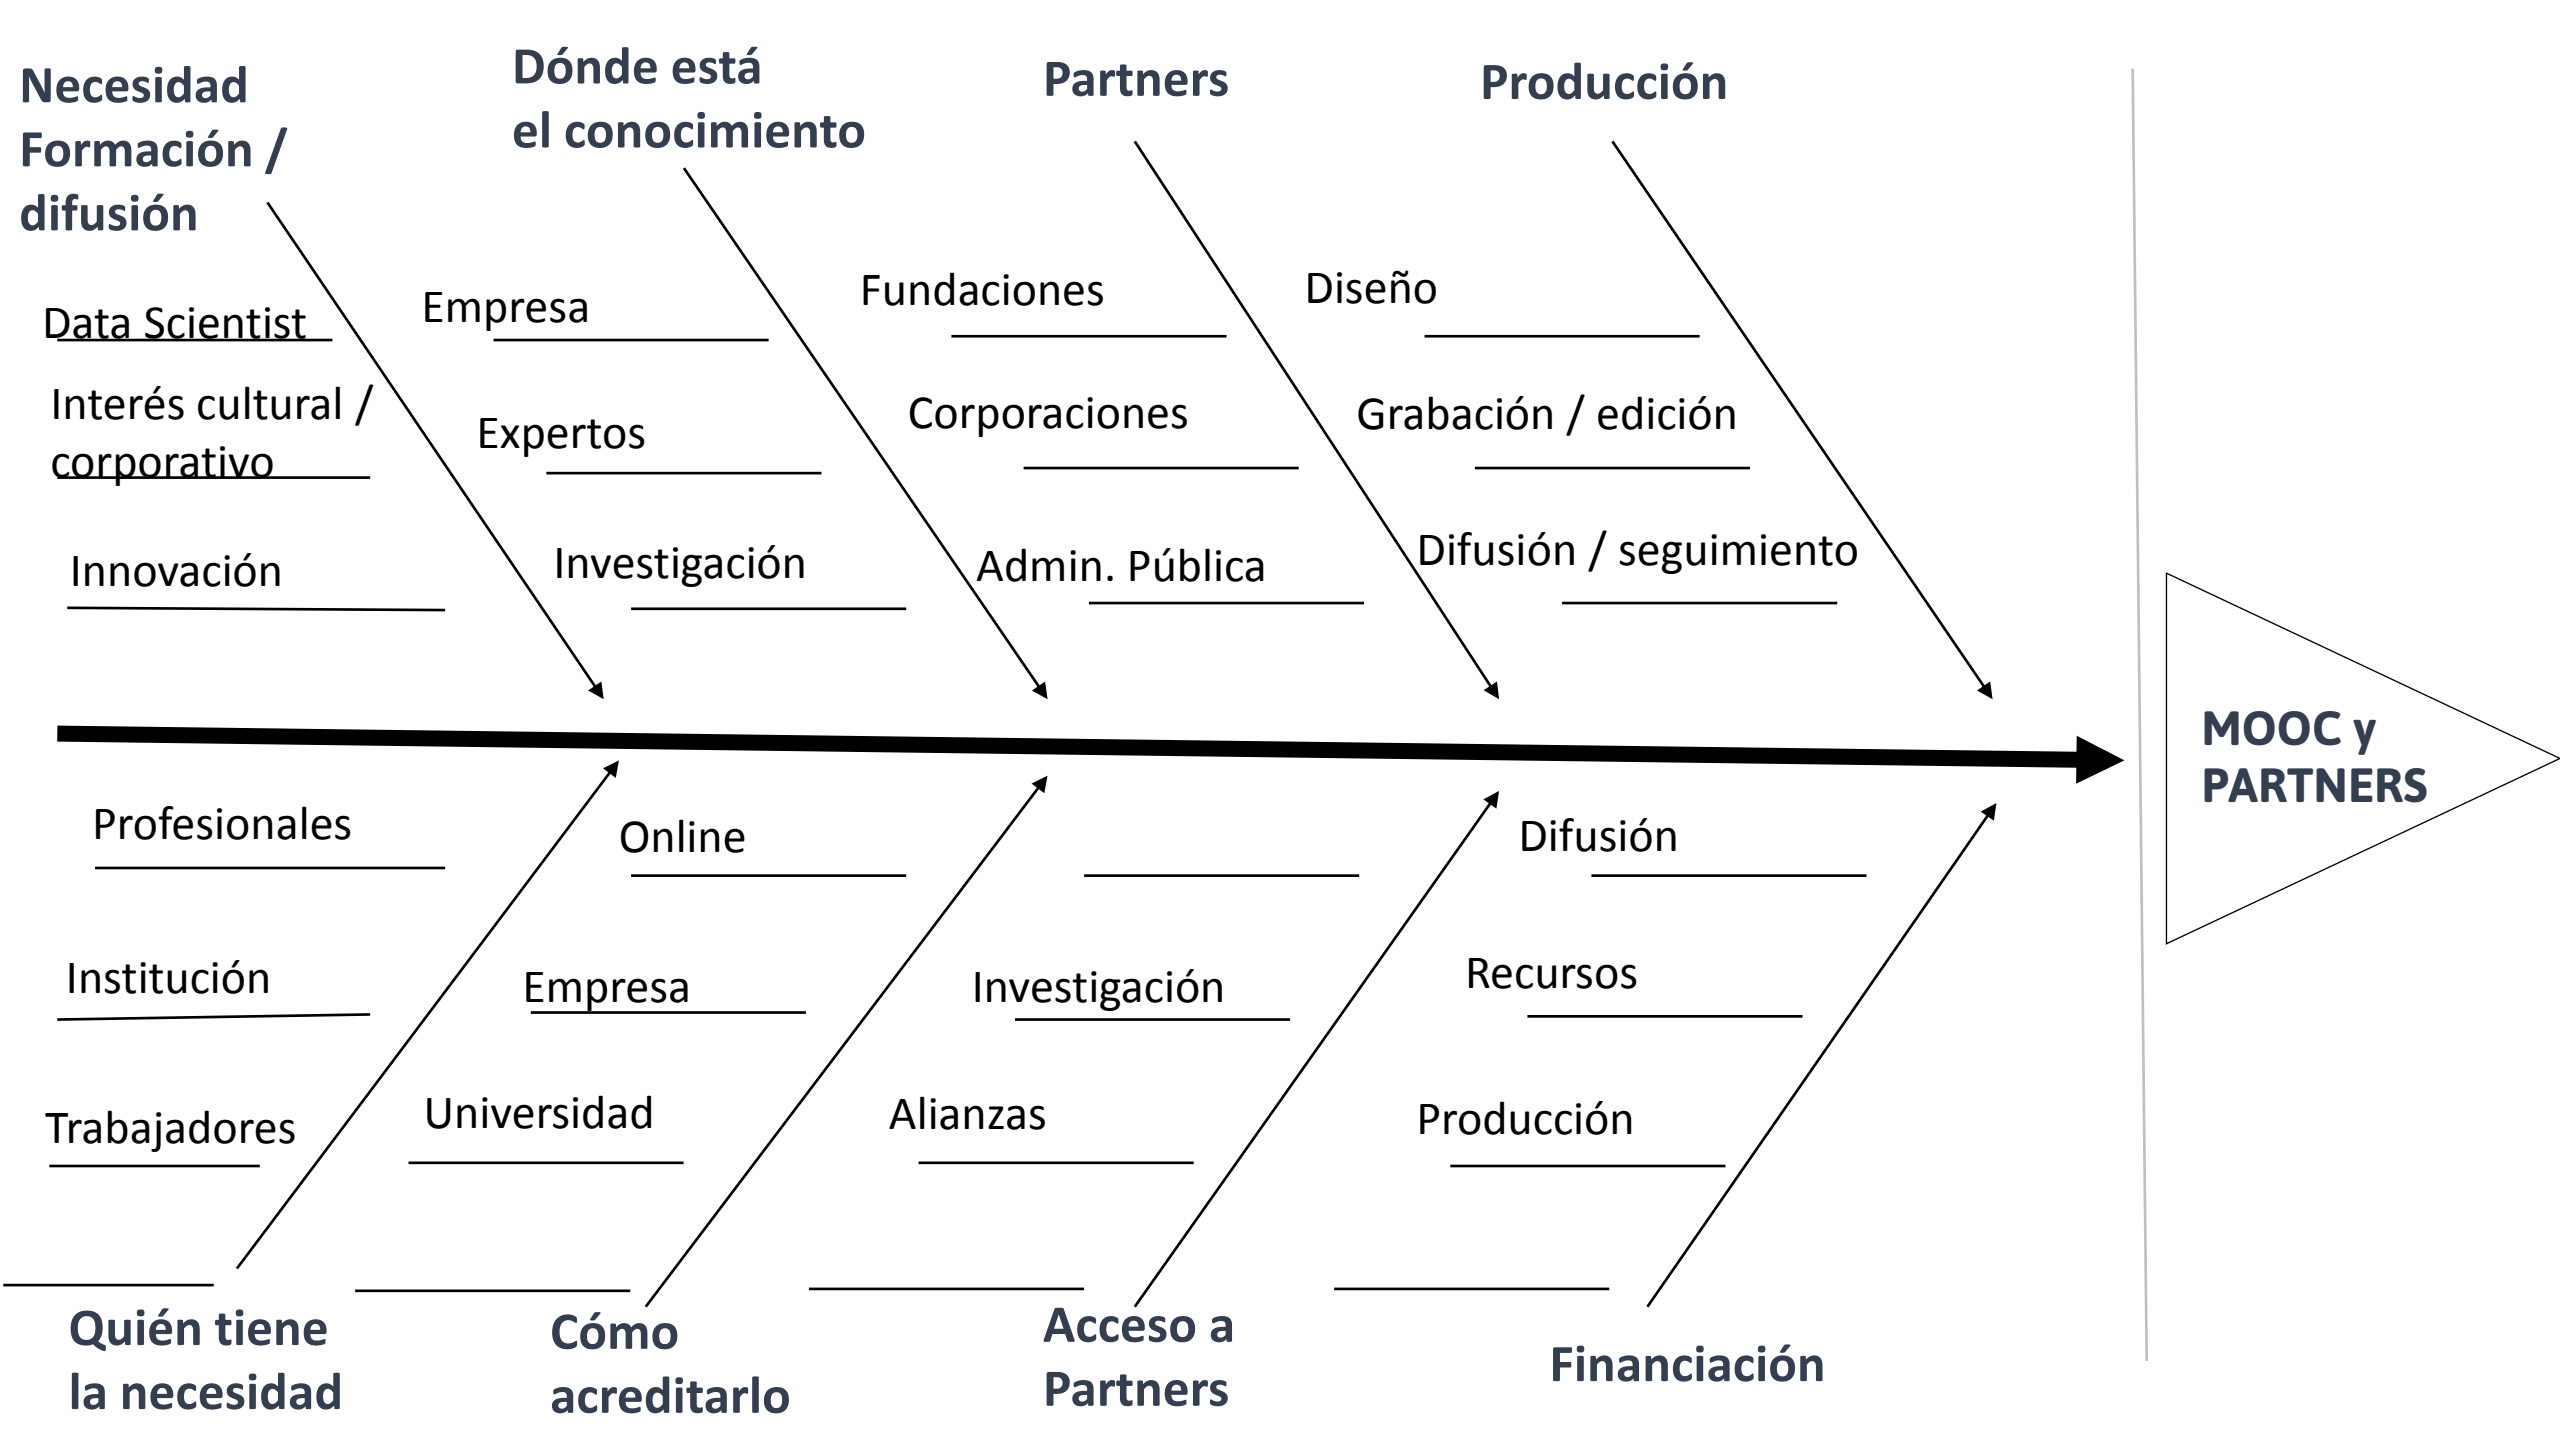 Necesidad
Formación /
difusión
Dónde está
el conocimiento
Partners
Producción
Data Scientist
Interés cultural /
corporativo
Innovación
Empresa
Expertos
Investigación
Fundaciones
Corporaciones
Admin. Pública
Diseño
Grabación / edición
Difusión / seguimiento
MOOC y
PARTNERS
Profesionales
Institución
Trabajadores
Online
Empresa
Universidad
Investigación
Alianzas
Difusión
Recursos
Producción
Quién tiene
la necesidad
Cómo
acreditarlo
Acceso a
Partners
Financiación